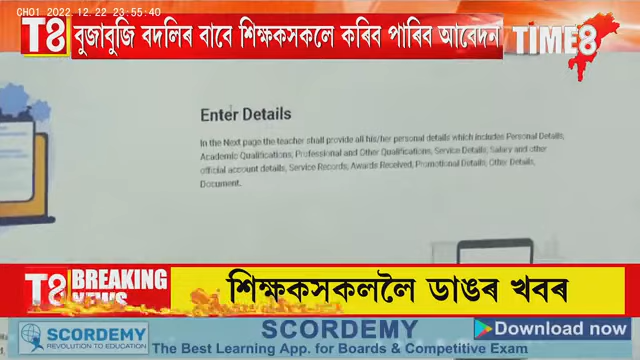 CH01 2022.12.22 23:55:40
T8 বুজাবুজি বদলিৰ বাবে শিক্ষকসকলে কৰিব পাৰিব আবেদন TIME8
Enter Details
In the Next page the teacher shall provide all his/her personal details which includes Personal Details,
Academic Qualifications, Professional and Other Qualifications, Service Details, Salary and other
official account details, Service Records, Awards Received, Promotional Details, Other Details,
Document.
T8 BREAKING NEWS
শিক্ষকসকললৈ ডাঙৰ খবৰ
SCORDEMY
REVOLUTION TO EDUCATION
SCORDEMY
The Best Learning App. for Boards & Competitive Exam
Download now